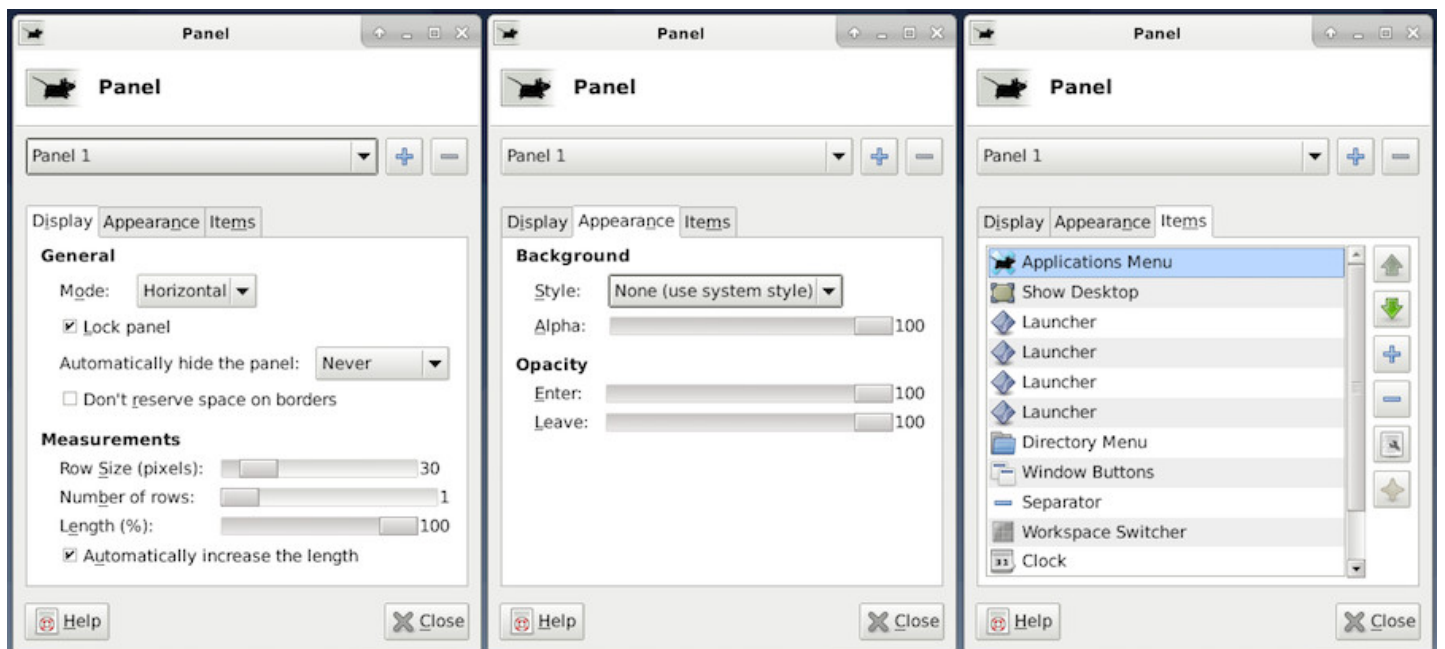 Panel
Panel
Panel 1
Display Appearance Items
General
Mode: Horizontal
Lock panel
Automatically hide the panel: Never
Don't reserve space on borders
Measurements
Row Size (pixels): 30
Number of rows: 1
Length (%): 100
Automatically increase the length
Help Close
Panel
Panel
Panel 1
Display Appearance Items
Background
Style: None (use system style)
Alpha: 100
Opacity
Enter: 100
Leave: 100
Help Close
Panel
Panel
Panel 1
Display Appearance Items
Applications Menu
Show Desktop
Launcher
Launcher
Launcher
Launcher
Directory Menu
Window Buttons
Separator
Workspace Switcher
31 Clock
Help Close